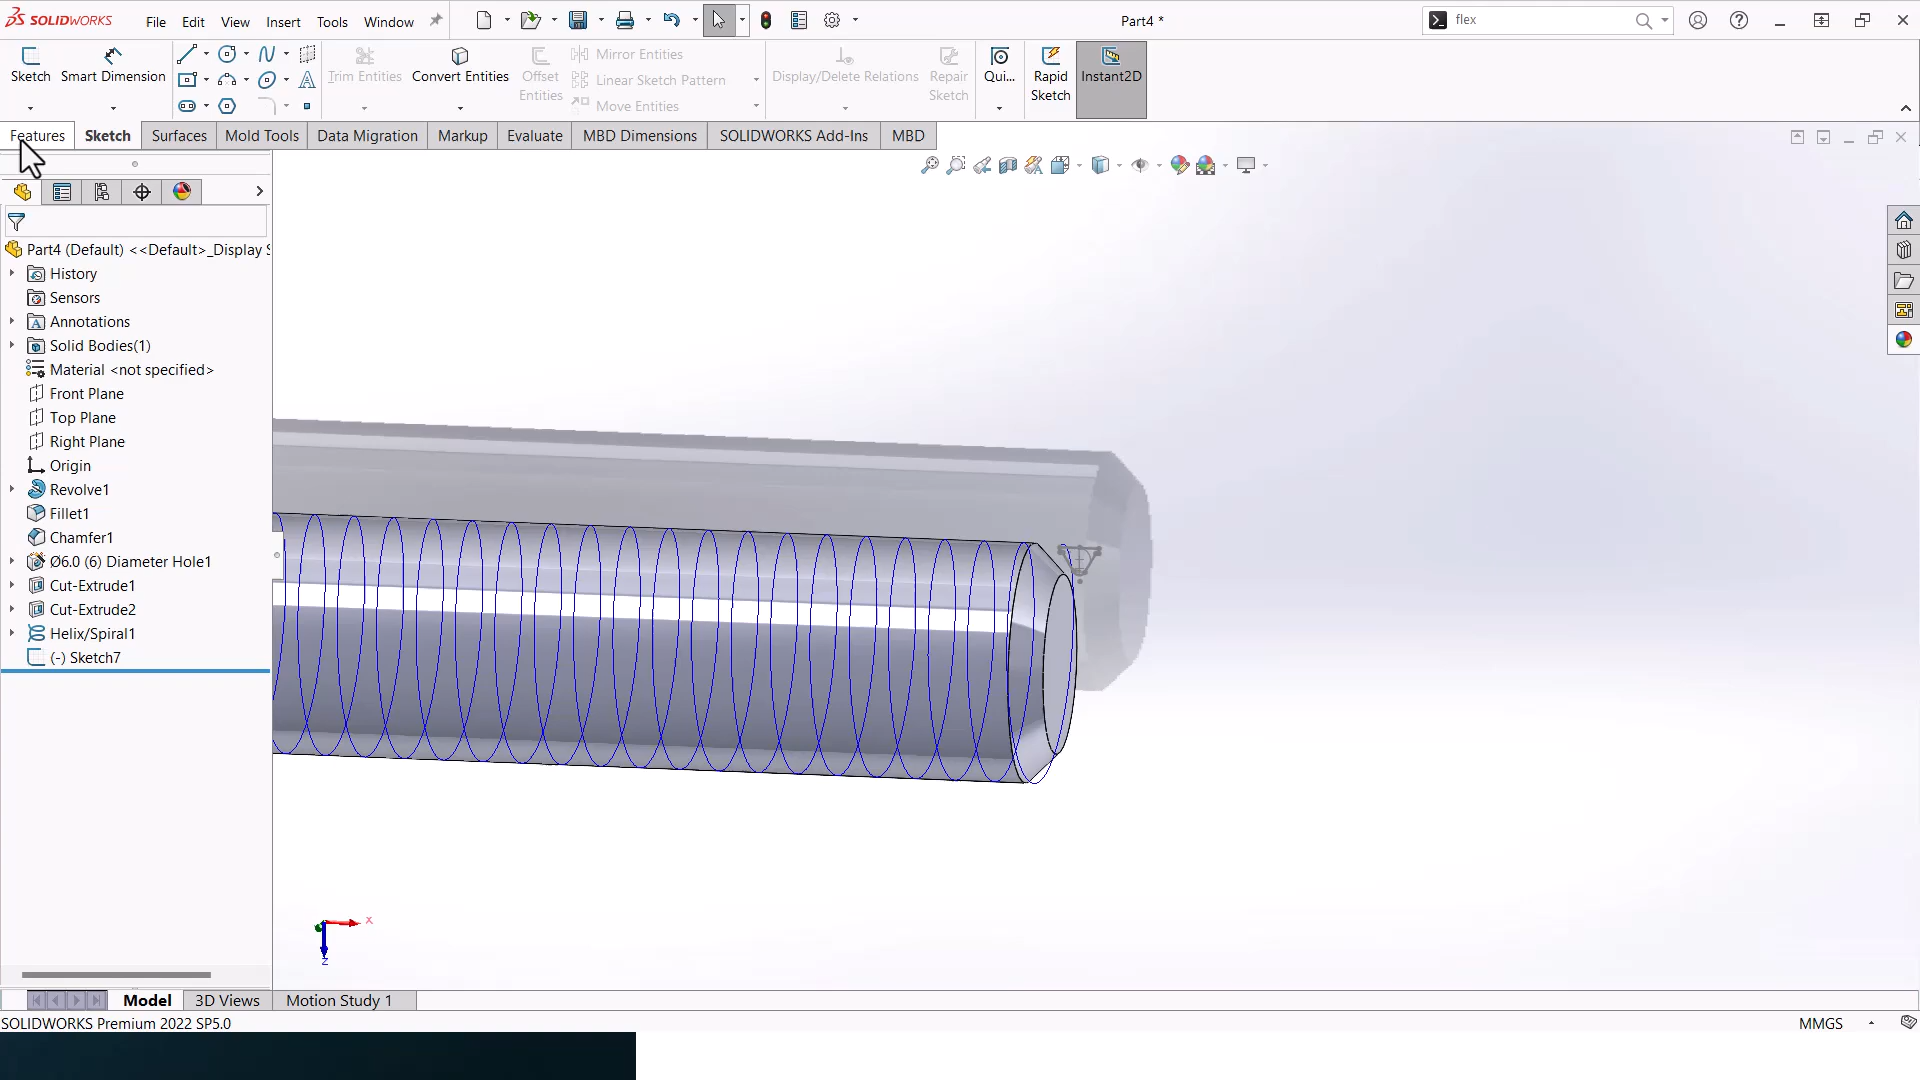 SOLIDWORKS File Edit View Insert Tools Window Part4 * flex
Sketch Smart Dimension Trim Entities Convert Entities Offset Entities Mirror Entities Linear Sketch Pattern Move Entities Display/Delete Relations Repair Sketch Qui... Rapid Sketch Instant2D
Features Sketch Surfaces Mold Tools Data Migration Markup Evaluate MBD Dimensions SOLIDWORKS Add-Ins MBD
Part4 (Default) <<Default>_Display S
History
Sensors
Annotations
Solid Bodies(1)
Material <not specified>
Front Plane
Top Plane
Right Plane
Origin
Revolve1
Fillet1
Chamfer1
Ø6.0 (6) Diameter Hole1
Cut-Extrude1
Cut-Extrude2
Helix/Spiral1
(-) Sketch7
x
z
Model 3D Views Motion Study 1
SOLIDWORKS Premium 2022 SP5.0 MMGS